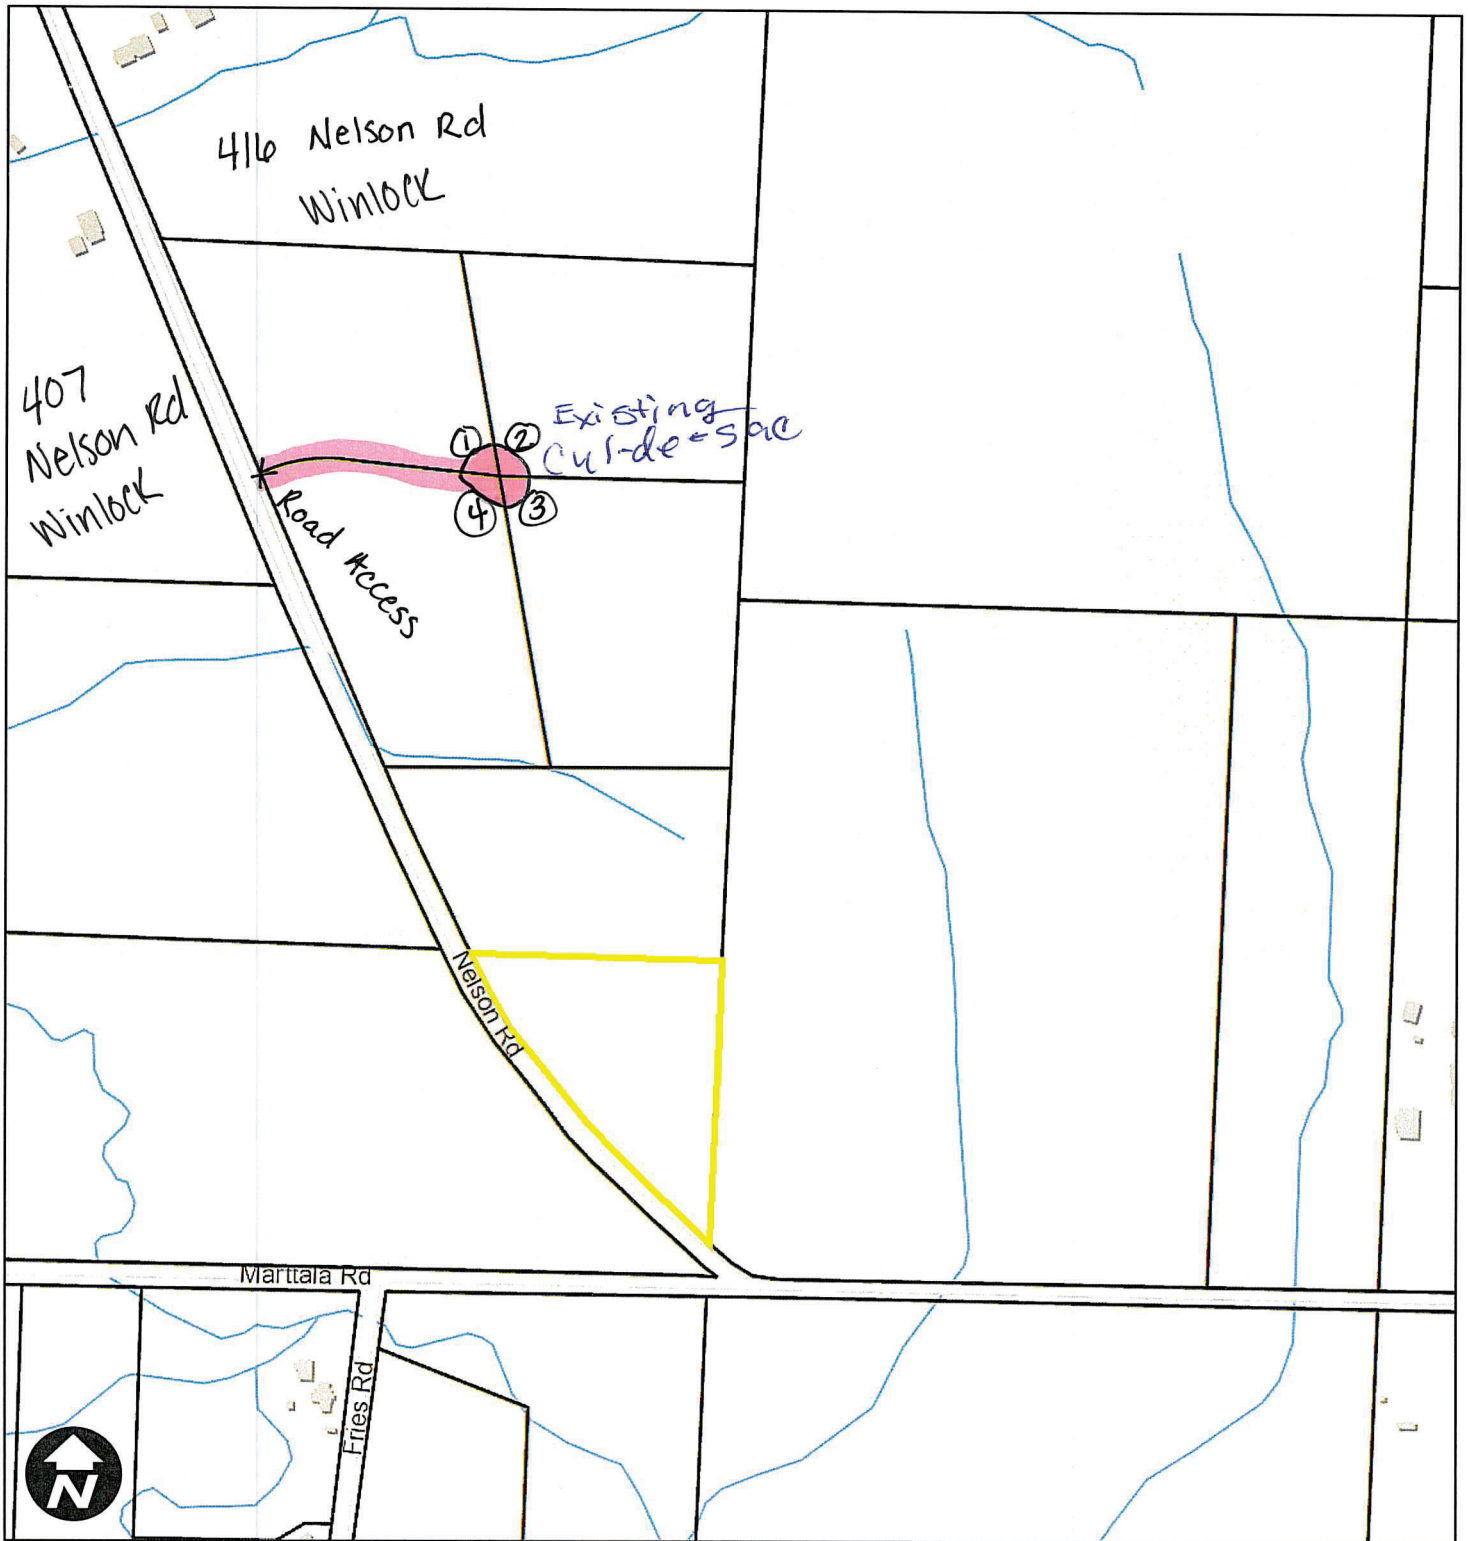 416 Nelson Rd
Winlock
407
Nelson Rd
Winlock
Existing
Cul-de-sac
① ②
④ ③
Road Access
Nelson Rd
Marttala Rd
Fries Rd
N